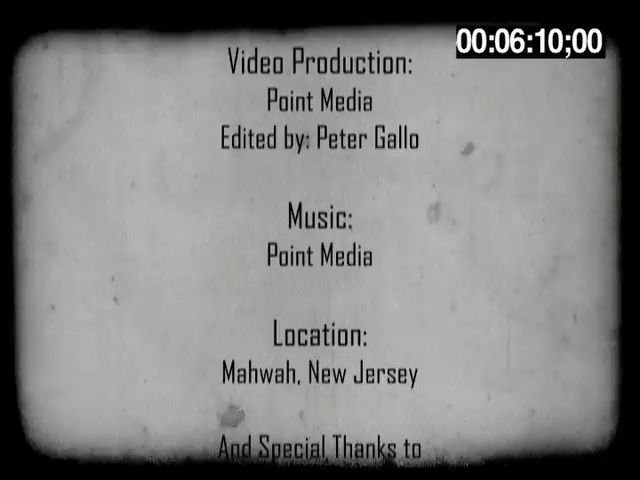 00:06:10;00
Video Production:
Point Media
Edited by: Peter Gallo
Music:
Point Media
Location:
Mahwah, New Jersey
And Special Thanks to